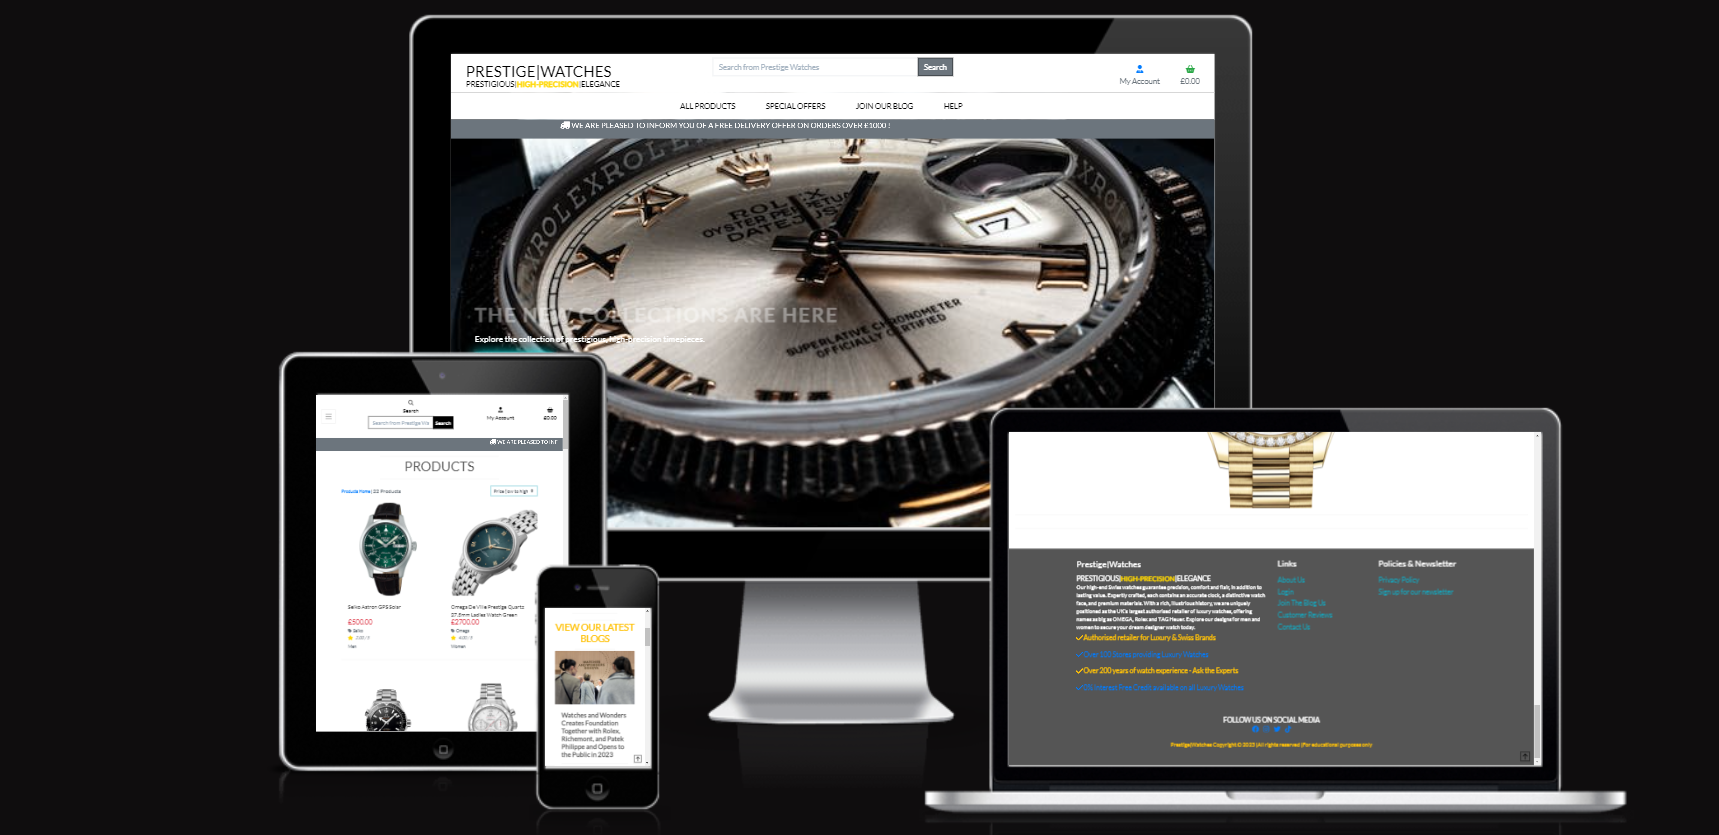 PRESTIGE|WATCHES
PRESTIGIOUS|HIGH-PRECISION|ELEGANCE
Search from Prestige Watches
Search
My Account
£0.00
ALL PRODUCTS
SPECIAL OFFERS
JOIN OUR BLOG
HELP
WE ARE PLEASED TO INFORM YOU OF A FREE DELIVERY OFFER ON ORDERS OVER £1000 !
ROLEX
OYSTER PERPETUAL
DATEJUST
17
SUPERLATIVE CHRONOMETER
OFFICIALLY CERTIFIED
THE NEW COLLECTIONS ARE HERE
Explore the collection of prestigious, high-precision timepieces.
Search
Search from Prestige Wa
Search
My Account
£0.00
WE ARE PLEASED TO INF
PRODUCTS
Products Home | 22 Products
Price (low to high
Seiko Astron GPS Solar
£500.00
Seiko
Men
Omega De Ville Prestige Quartz
27.5mm Ladies Watch Green
£2700.00
Omega
Women
VIEW OUR LATEST
BLOGS
Watches and Wonders
Creates Foundation
Together with Rolex,
Richemont, and Patek
Philippe and Opens to
the Public in 2023
Prestige|Watches
PRESTIGIOUS|HIGH-PRECISION|ELEGANCE
Our high-end Swiss watches guarantee precision, comfort and flair, in addition to
lasting value. Expertly crafted, each contains an accurate clock, a distinctive watch
face, and premium materials. With a rich, illustrious history, we are uniquely
positioned as the UK's largest authorised retailer of luxury watches, offering
names as big as OMEGA, Rolex and TAG Heuer. Explore our designs for men and
women to secure your dream designer watch today.
Authorised retailer for Luxury & Swiss Brands
Over 200 Stores providing Luxury Watches
Over 200 years of watch experience - Ask the Experts
0% Interest Free Credit available on all Luxury Watches
Links
About Us
Login
Join The Blog Us
Customer Reviews
Contact Us
Policies & Newsletter
Privacy Policy
Sign up for our newsletter
FOLLOW US ON SOCIAL MEDIA
Prestige|Watches Copyright © 2023 |All rights reserved |For educational purposes only